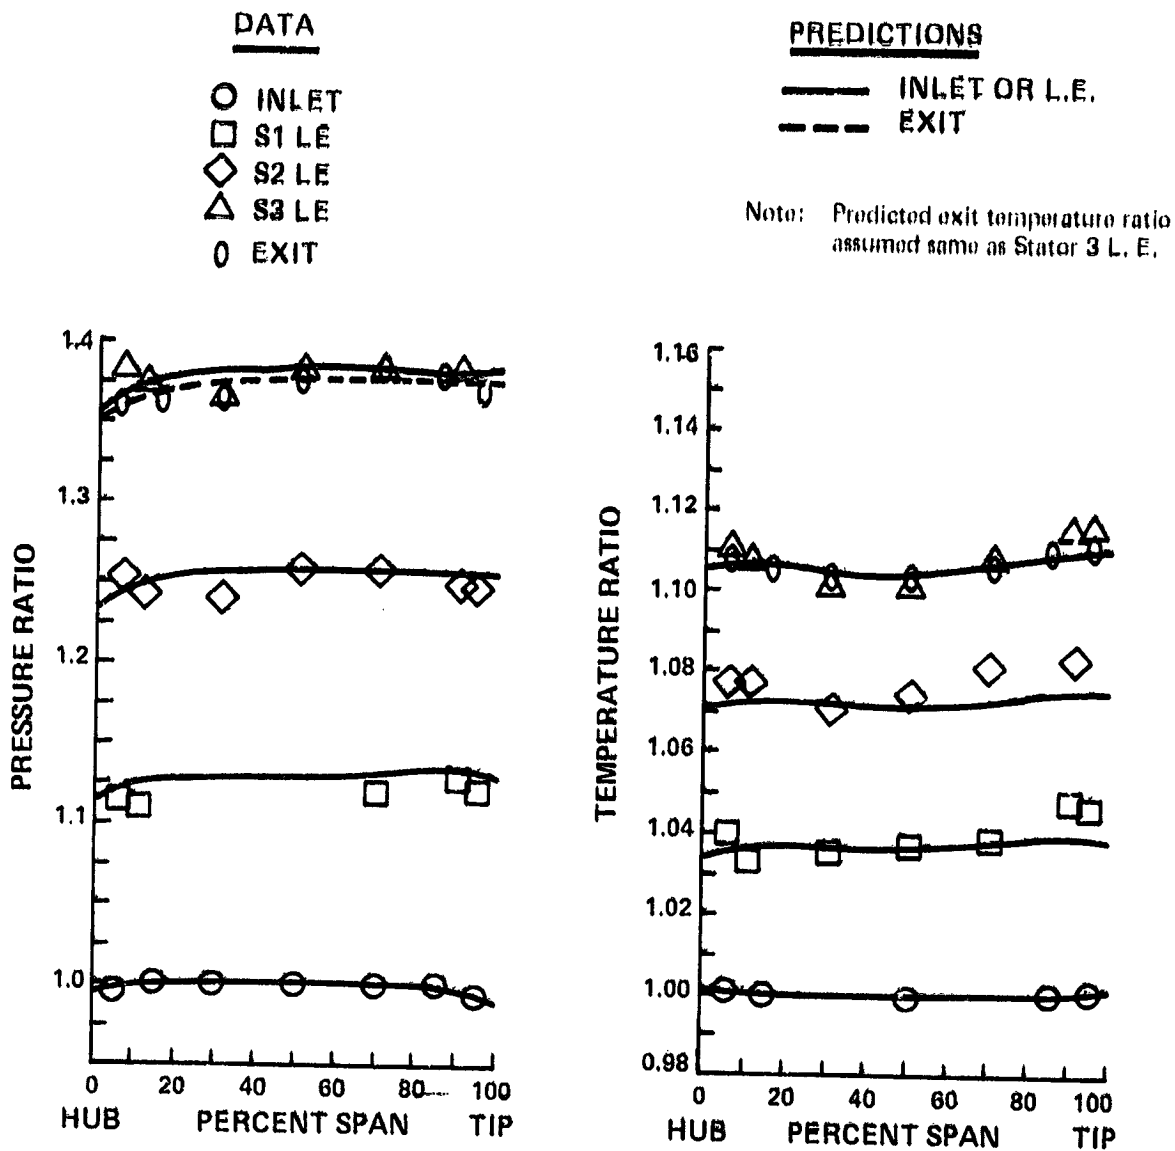 DATA
INLET
S1 LE
S2 LE
S3 LE
EXIT
PREDICTIONS
INLET OR L.E.
EXIT
Note: Predicted exit temperature ratio
assumed same as Stator 3 L. E.
PRESSURE RATIO
1.4
1.3
1.2
1.1
1.0
0 20 40 60 80 100
HUB PERCENT SPAN TIP
TEMPERATURE RATIO
1.16
1.14
1.12
1.10
1.08
1.06
1.04
1.02
1.00
0.98
0 20 40 60 80 100
HUB PERCENT SPAN TIP